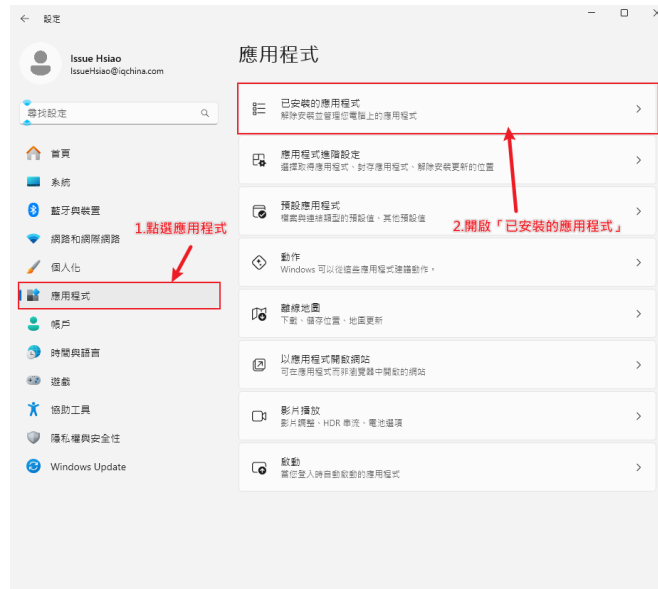 設定
Issue Hsiao
IssueHsiao@iqchina.com
尋找設定
首頁
系統
藍牙與裝置
網路和網際網路
個人化
應用程式
帳戶
時間與語言
遊戲
協助工具
隱私權與安全性
Windows Update
1.點選應用程式
應用程式
已安裝的應用程式
解除安裝並管理您電腦上的應用程式
應用程式進階設定
選擇取得應用程式、封存應用程式、解除安裝更新的位置
預設應用程式
檔案與連結類型的預設值、其他預設值
2.開啟「已安裝的應用程式」
動作
Windows 可以從這些應用程式建議動作。
離線地圖
下載、儲存位置、地圖更新
以應用程式開啟網站
可在應用程式而非瀏覽器中開啟的網站
影片播放
影片調整、HDR 串流、電池選項
啟動
當您登入時自動啟動的應用程式